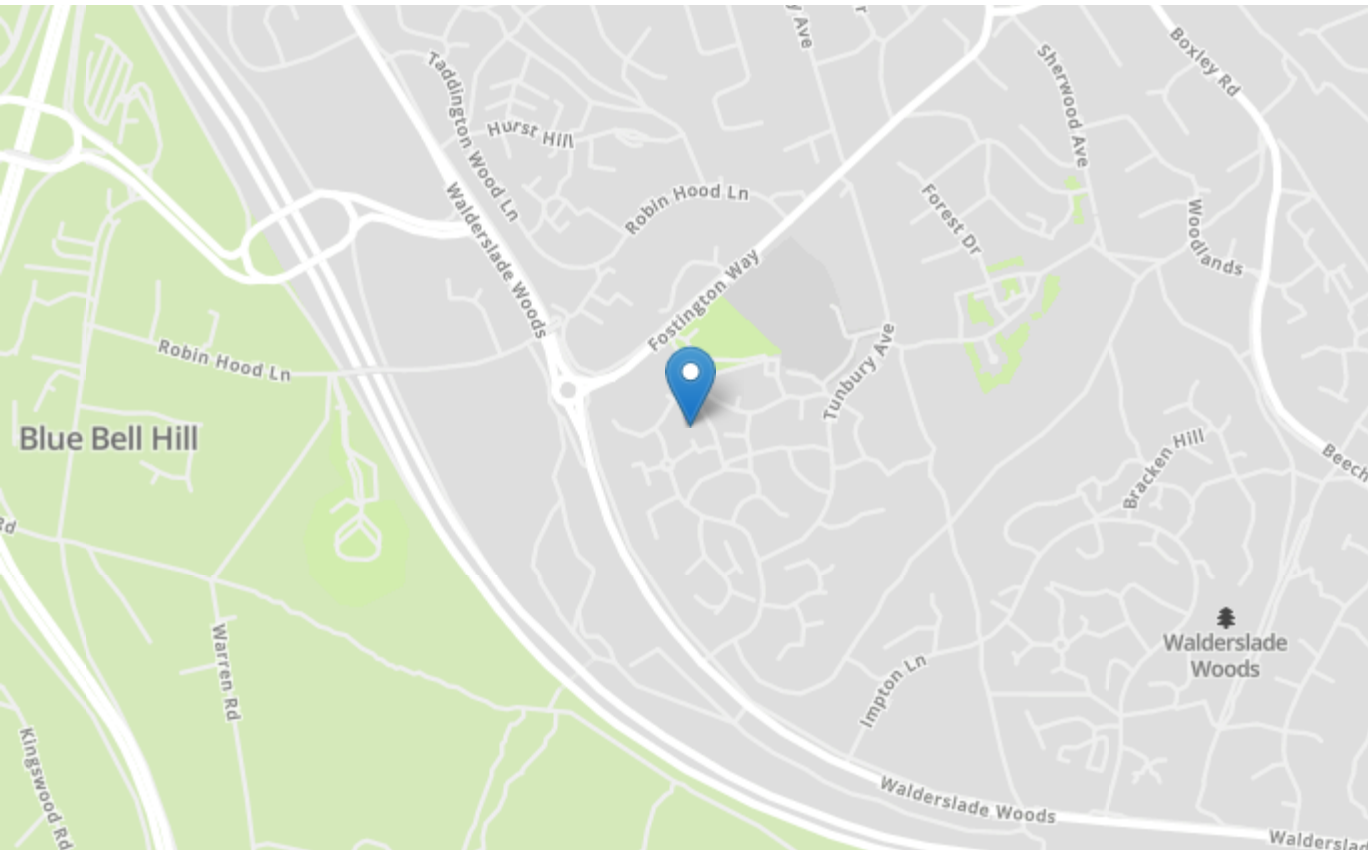 y Ave
r
Boxley Rd
Sherwood Ave
Taddington Wood Ln
Hurst Hill
Robin Hood Ln
Walderslade Woods
Forest Dr
Woodlands
Fostington Way
Robin Hood Ln
Tunbury Ave
Blue Bell Hill
Bracken Hill
Beech
Rd
Walderslade
Woods
Warren Rd
Impton Ln
Kingswood Rd
Walderslade Woods
Walderslad